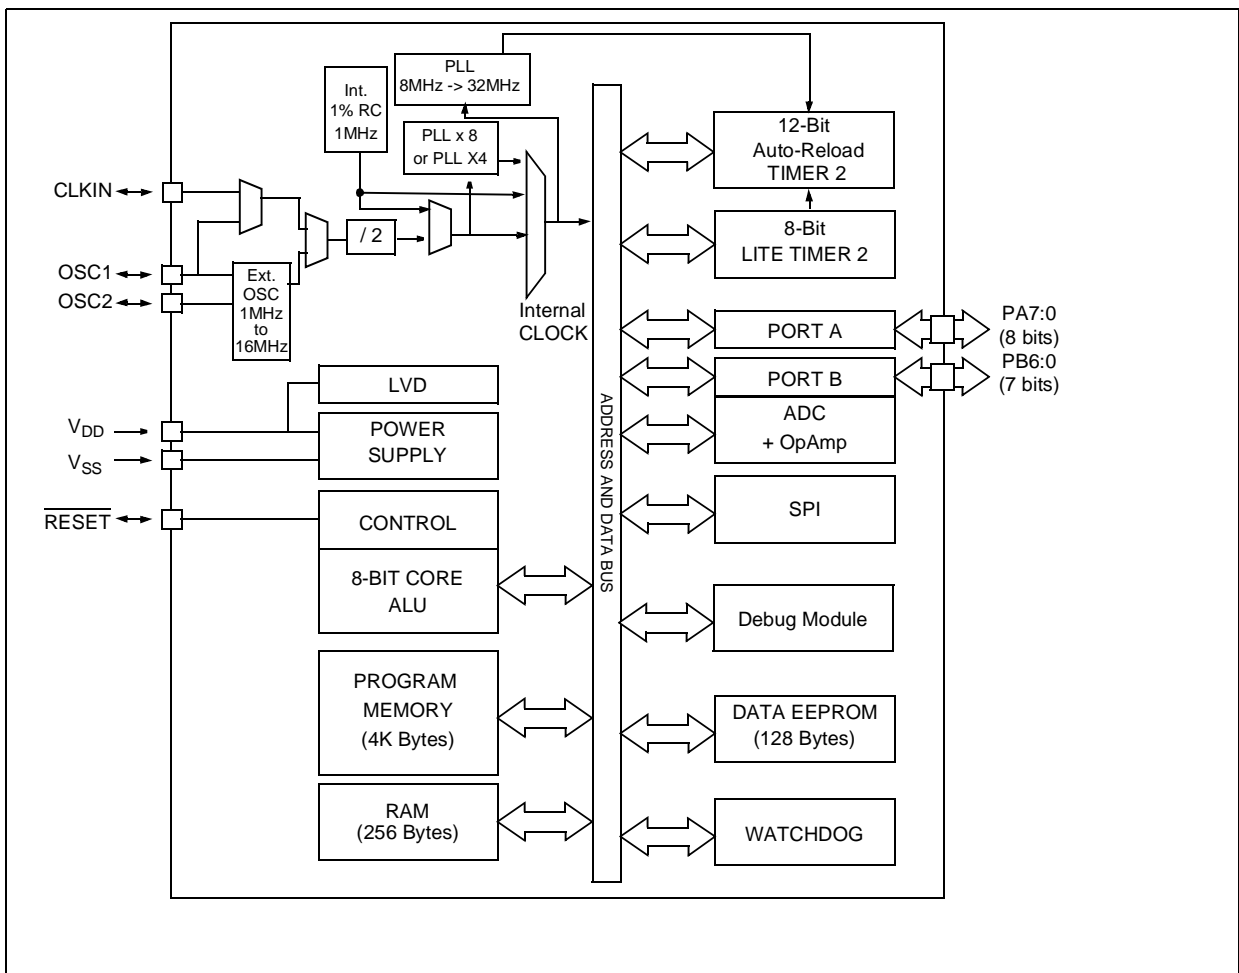 PLL
8MHz -> 32MHz
Int.
1% RC
1MHz
PLL x 8
or PLL X4
12-Bit
Auto-Reload
TIMER 2
CLKIN
/ 2
8-Bit
LITE TIMER 2
OSC1
OSC2
Ext.
OSC
1MHz
to
16MHz
Internal
CLOCK
PORT A
PA7:0
(8 bits)
PORT B
PB6:0
(7 bits)
LVD
ADC
+ OpAmp
VDD
VSS
POWER
SUPPLY
ADDRESS AND DATA BUS
RESET
CONTROL
SPI
8-BIT CORE
ALU
Debug Module
PROGRAM
MEMORY
(4K Bytes)
DATA EEPROM
(128 Bytes)
RAM
(256 Bytes)
WATCHDOG